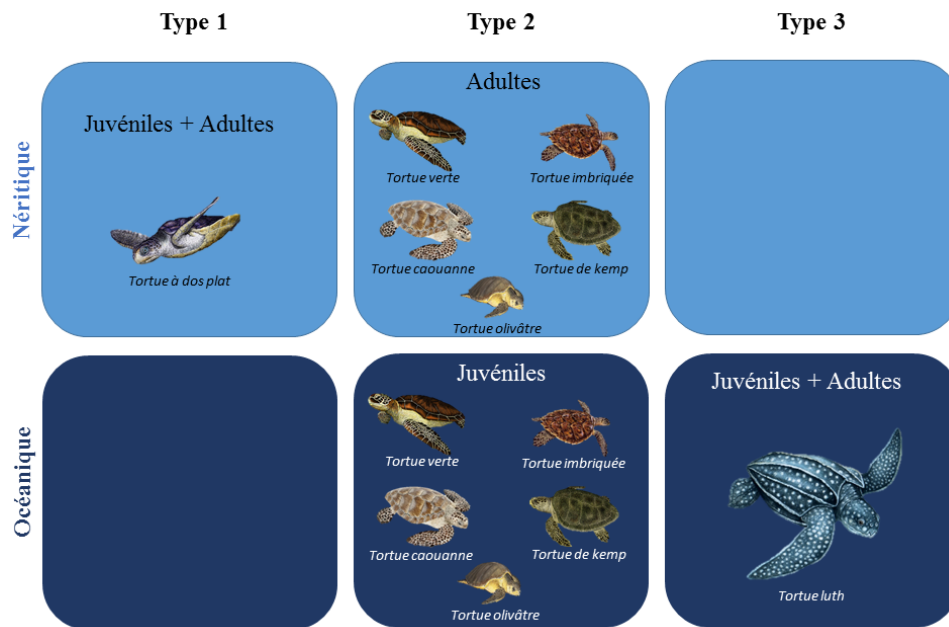 Type 1
Type 2
Type 3
Néritique
Juvéniles + Adultes
Tortue à dos plat
Adultes
Tortue verte
Tortue imbriquée
Tortue caouanne
Tortue de kemp
Tortue olivâtre
Océanique
Juvéniles
Tortue verte
Tortue imbriquée
Tortue caouanne
Tortue de kemp
Tortue olivâtre
Juvéniles + Adultes
Tortue luth